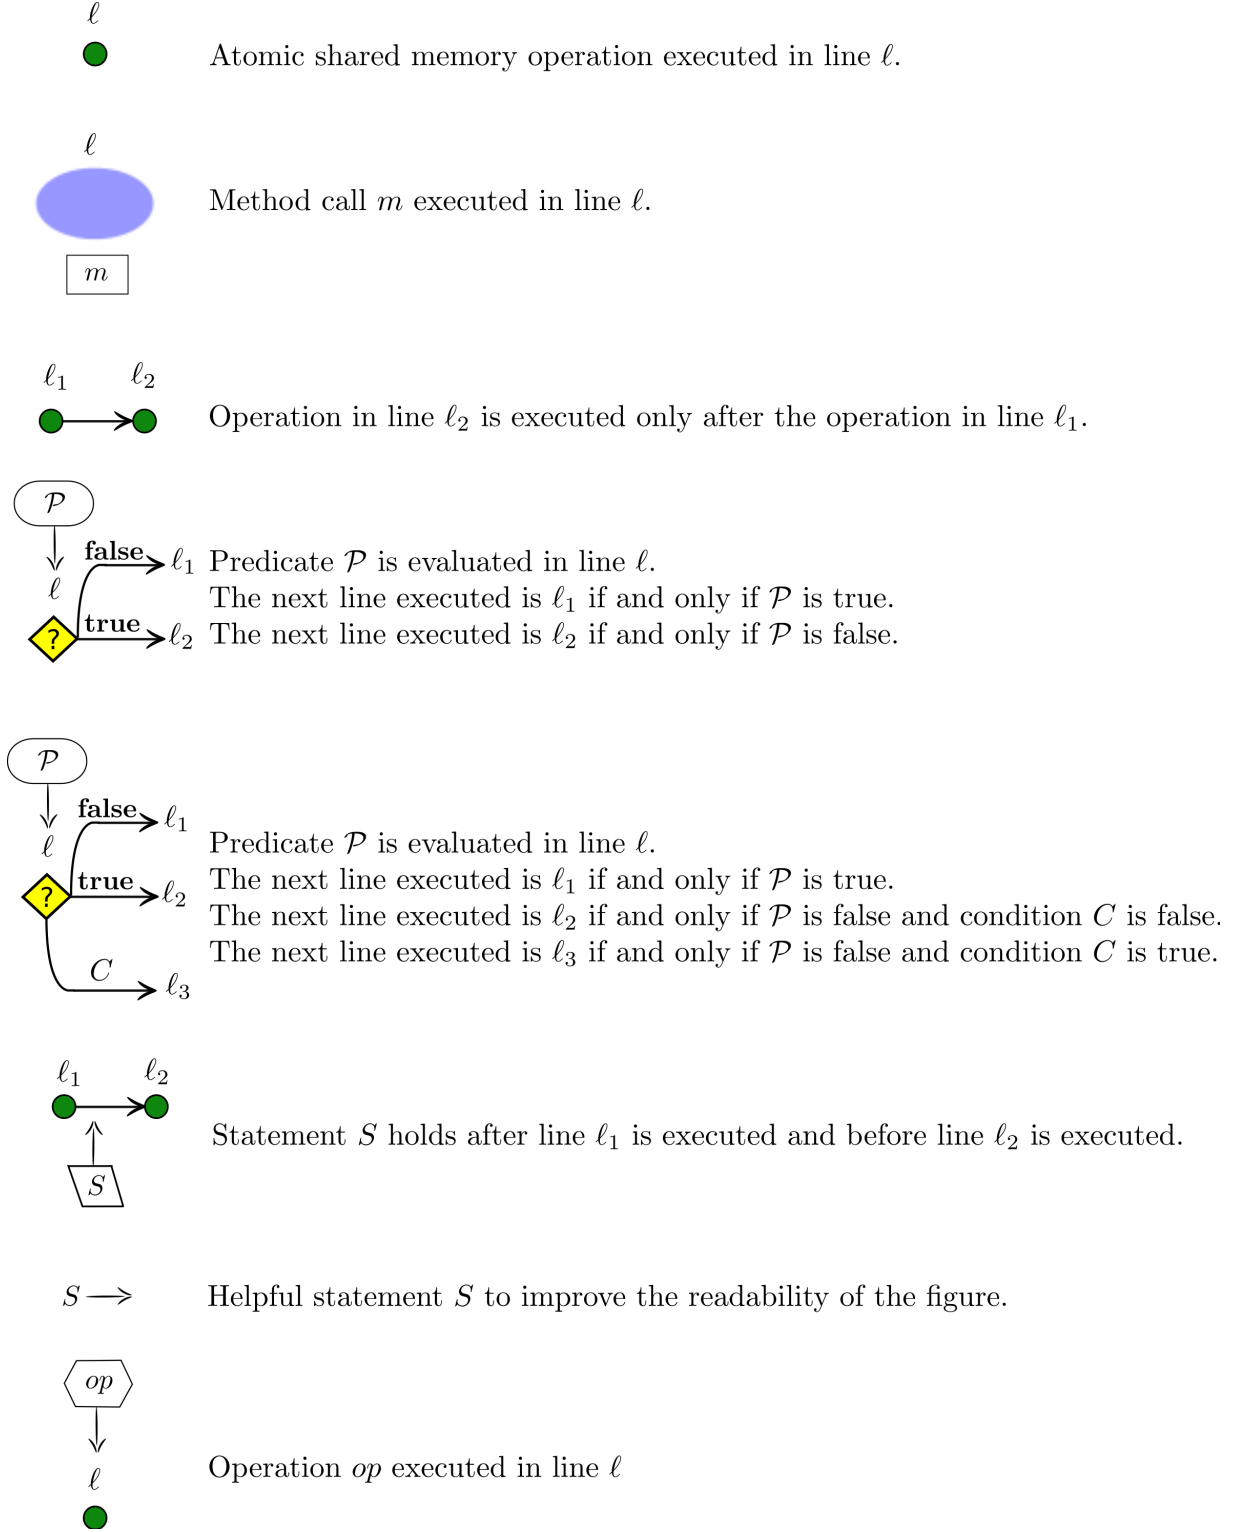 ℓ
Atomic shared memory operation executed in line ℓ.
ℓ
Method call m executed in line ℓ.
m
ℓ₁ ℓ₂
Operation in line ℓ₂ is executed only after the operation in line ℓ₁.
𝒫
false ℓ₁ Predicate 𝒫 is evaluated in line ℓ.
ℓ The next line executed is ℓ₁ if and only if 𝒫 is true.
? true ℓ₂ The next line executed is ℓ₂ if and only if 𝒫 is false.
𝒫
false ℓ₁
ℓ Predicate 𝒫 is evaluated in line ℓ.
? true ℓ₂ The next line executed is ℓ₁ if and only if 𝒫 is true.
The next line executed is ℓ₂ if and only if 𝒫 is false and condition C is false.
The next line executed is ℓ₃ if and only if 𝒫 is false and condition C is true.
C ℓ₃
ℓ₁ ℓ₂
Statement S holds after line ℓ₁ is executed and before line ℓ₂ is executed.
S
S Helpful statement S to improve the readability of the figure.
op
Operation op executed in line ℓ
ℓ